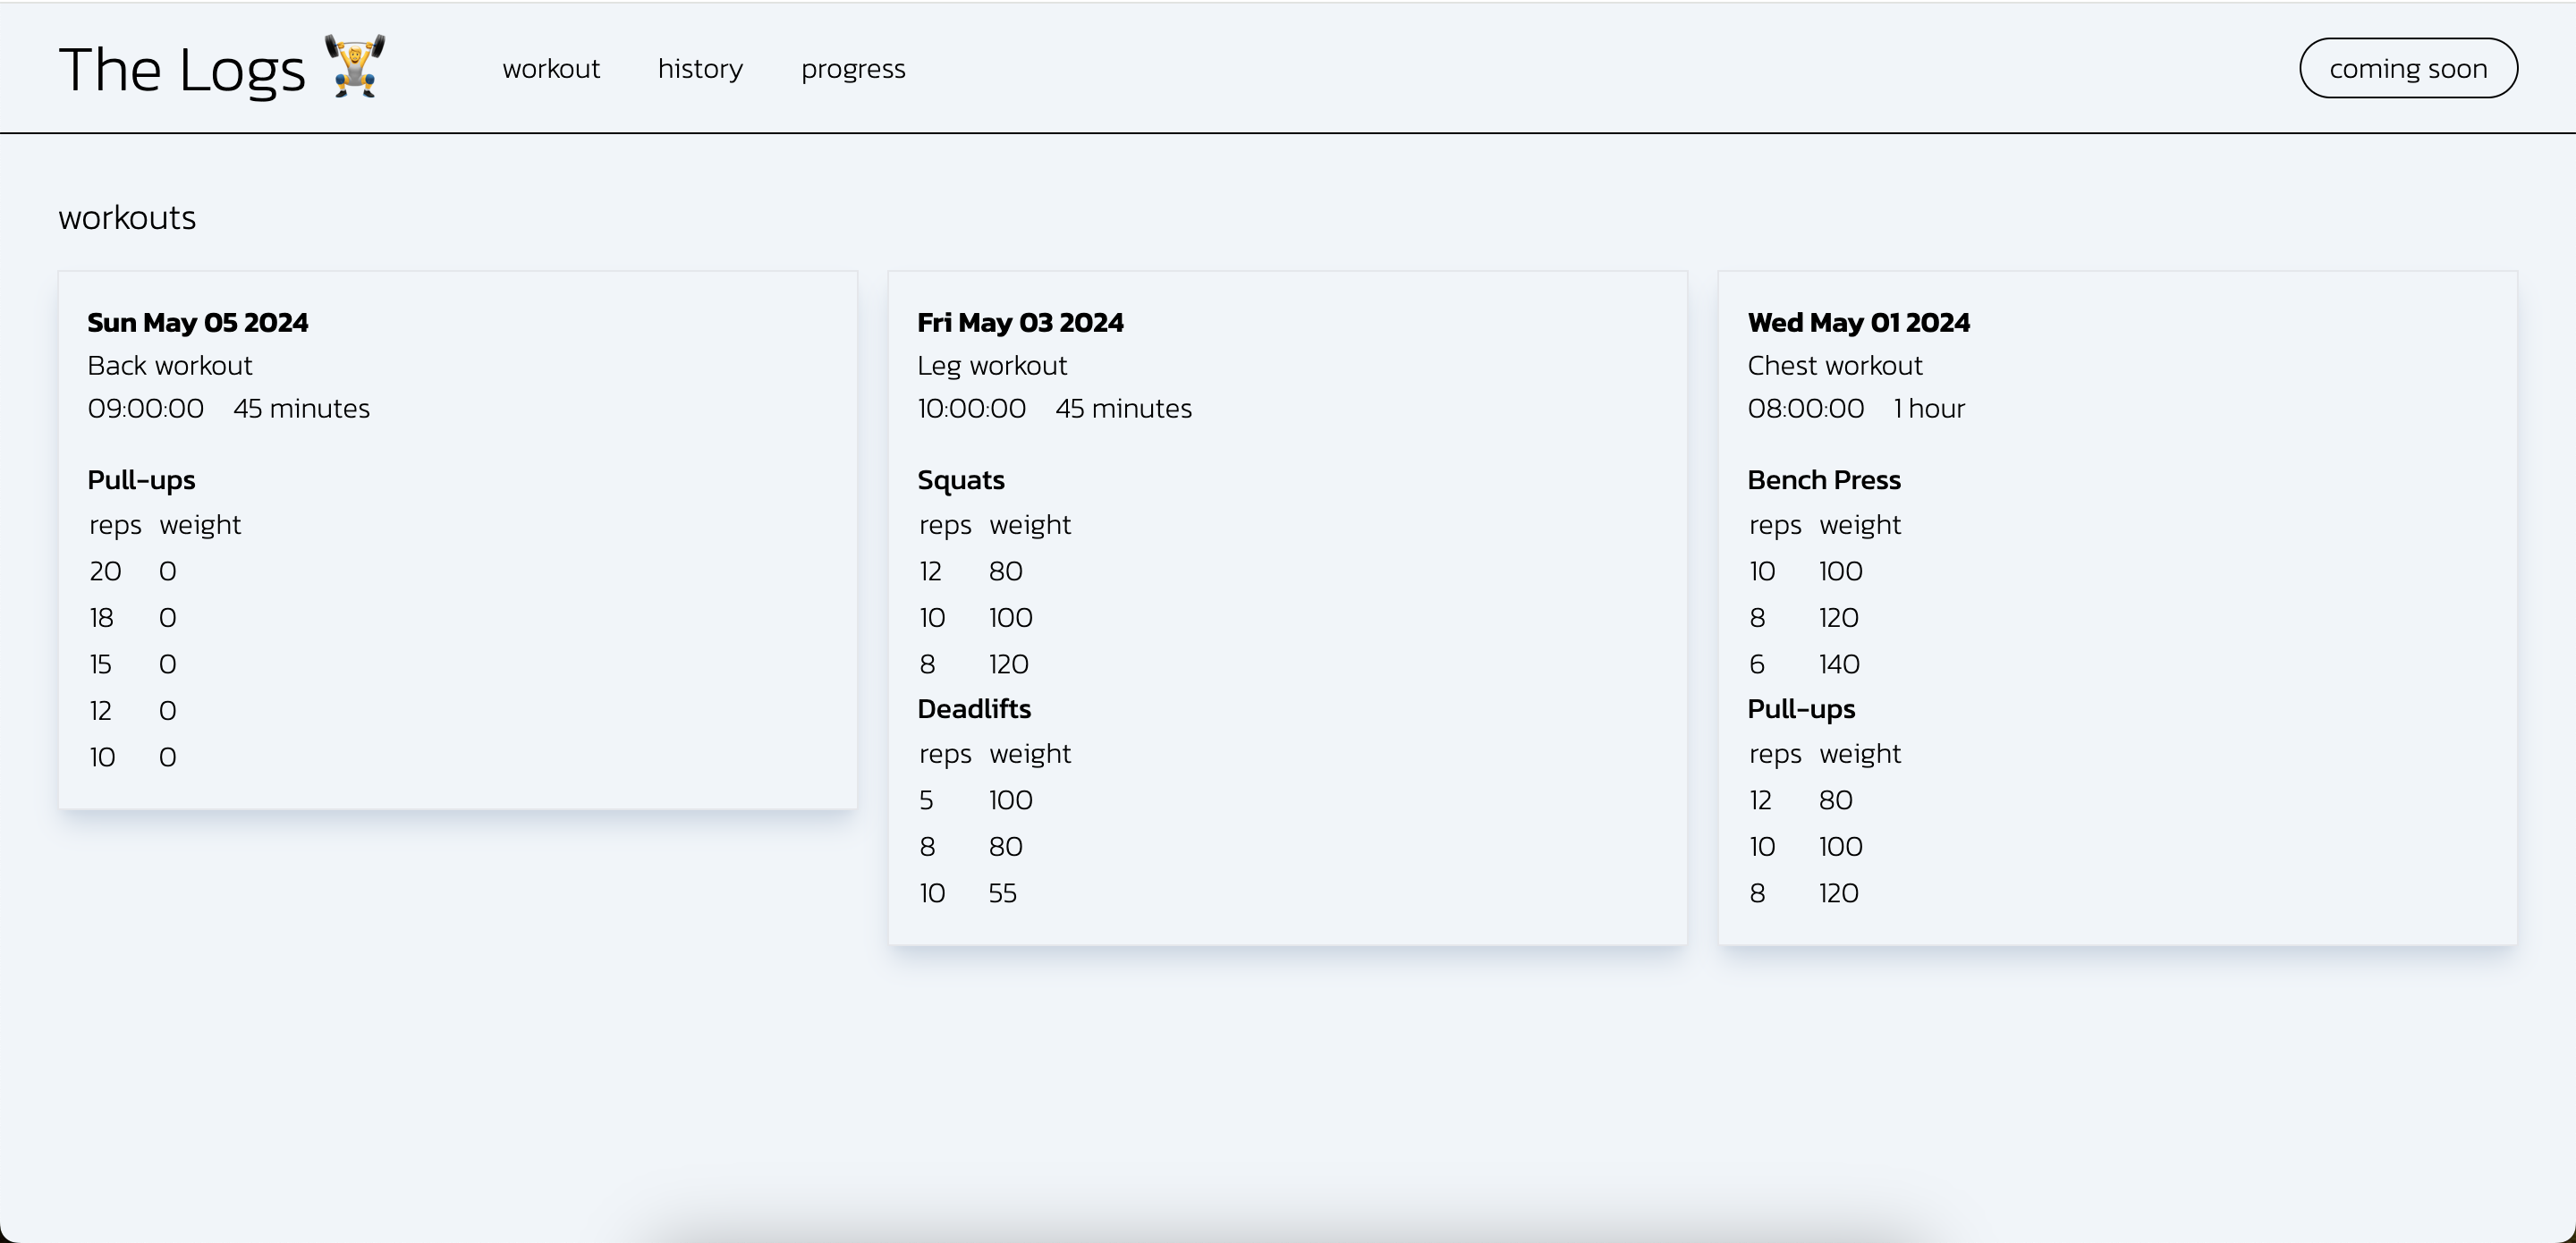 The Logs 🏋️
workout history progress
coming soon
workouts
Sun May 05 2024
Back workout
09:00:00 45 minutes
Pull-ups
reps weight
20 0
18 0
15 0
12 0
10 0
Fri May 03 2024
Leg workout
10:00:00 45 minutes
Squats
reps weight
12 80
10 100
8 120
Deadlifts
reps weight
5 100
8 80
10 55
Wed May 01 2024
Chest workout
08:00:00 1 hour
Bench Press
reps weight
10 100
8 120
6 140
Pull-ups
reps weight
12 80
10 100
8 120